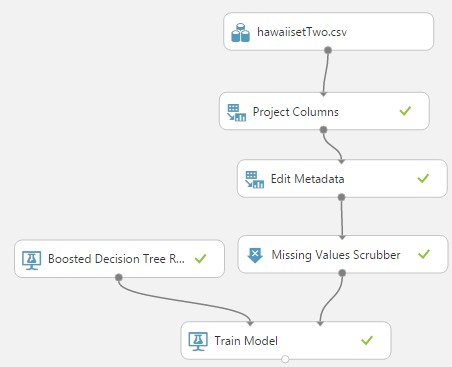 hawaiisetTwo.csv
Project Columns
Edit Metadata
Boosted Decision Tree R...
Missing Values Scrubber
Train Model